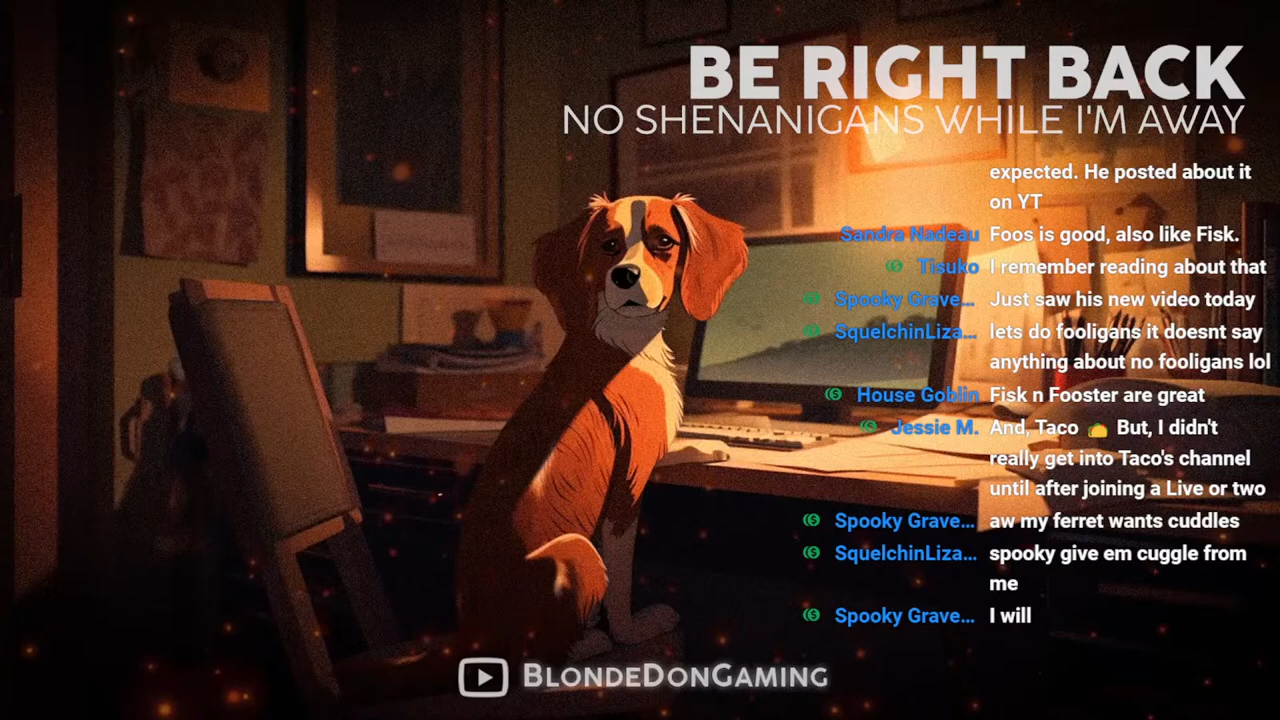 BE RIGHT BACK
NO SHENANIGANS WHILE I'M AWAY
expected. He posted about it
on YT
Sandra Nadeau Foos is good, also like Fisk.
Tisuko I remember reading about that
Spooky Grave... Just saw his new video today
SquelchinLiza... lets do fooligans it doesnt say
anything about no fooligans lol
House Goblin Fisk n Fooster are great
Jessie M. And, Taco 🌮 But, I didn't
really get into Taco's channel
until after joining a Live or two
Spooky Grave... aw my ferret wants cuddles
SquelchinLiza... spooky give em cuggle from
me
Spooky Grave... I will
BLONDEDONGAMING